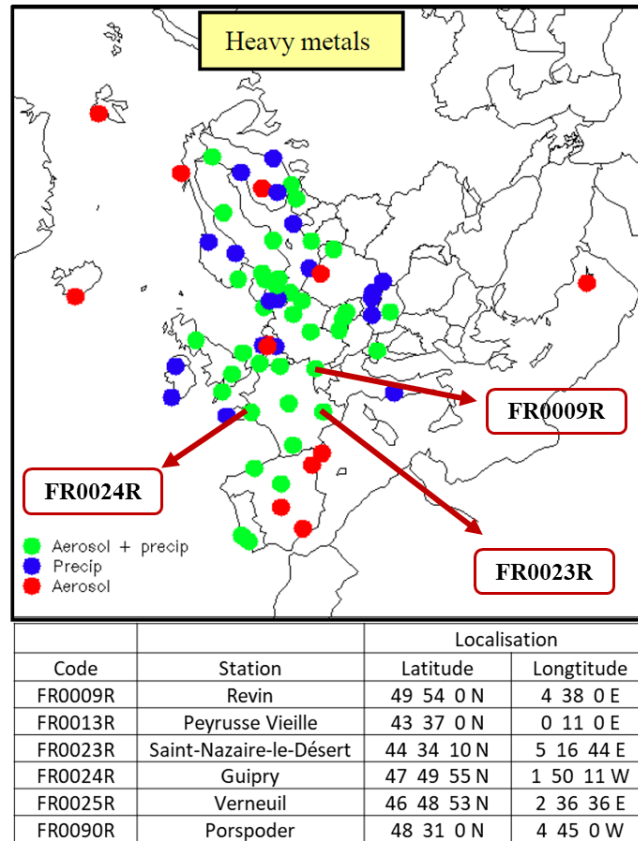 Heavy metals
FR0009R
FR0024R
FR0023R
Aerosol + precip
Precip
Aerosol
Localisation
Code Station Latitude Longtitude
FR0009R Revin 49 54 0 N 4 38 0 E
FR0013R Peyrusse Vieille 43 37 0 N 0 11 0 E
FR0023R Saint-Nazaire-le-Désert 44 34 10 N 5 16 44 E
FR0024R Guipry 47 49 55 N 1 50 11 W
FR0025R Verneuil 46 48 53 N 2 36 36 E
FR0090R Porspoder 48 31 0 N 4 45 0 W